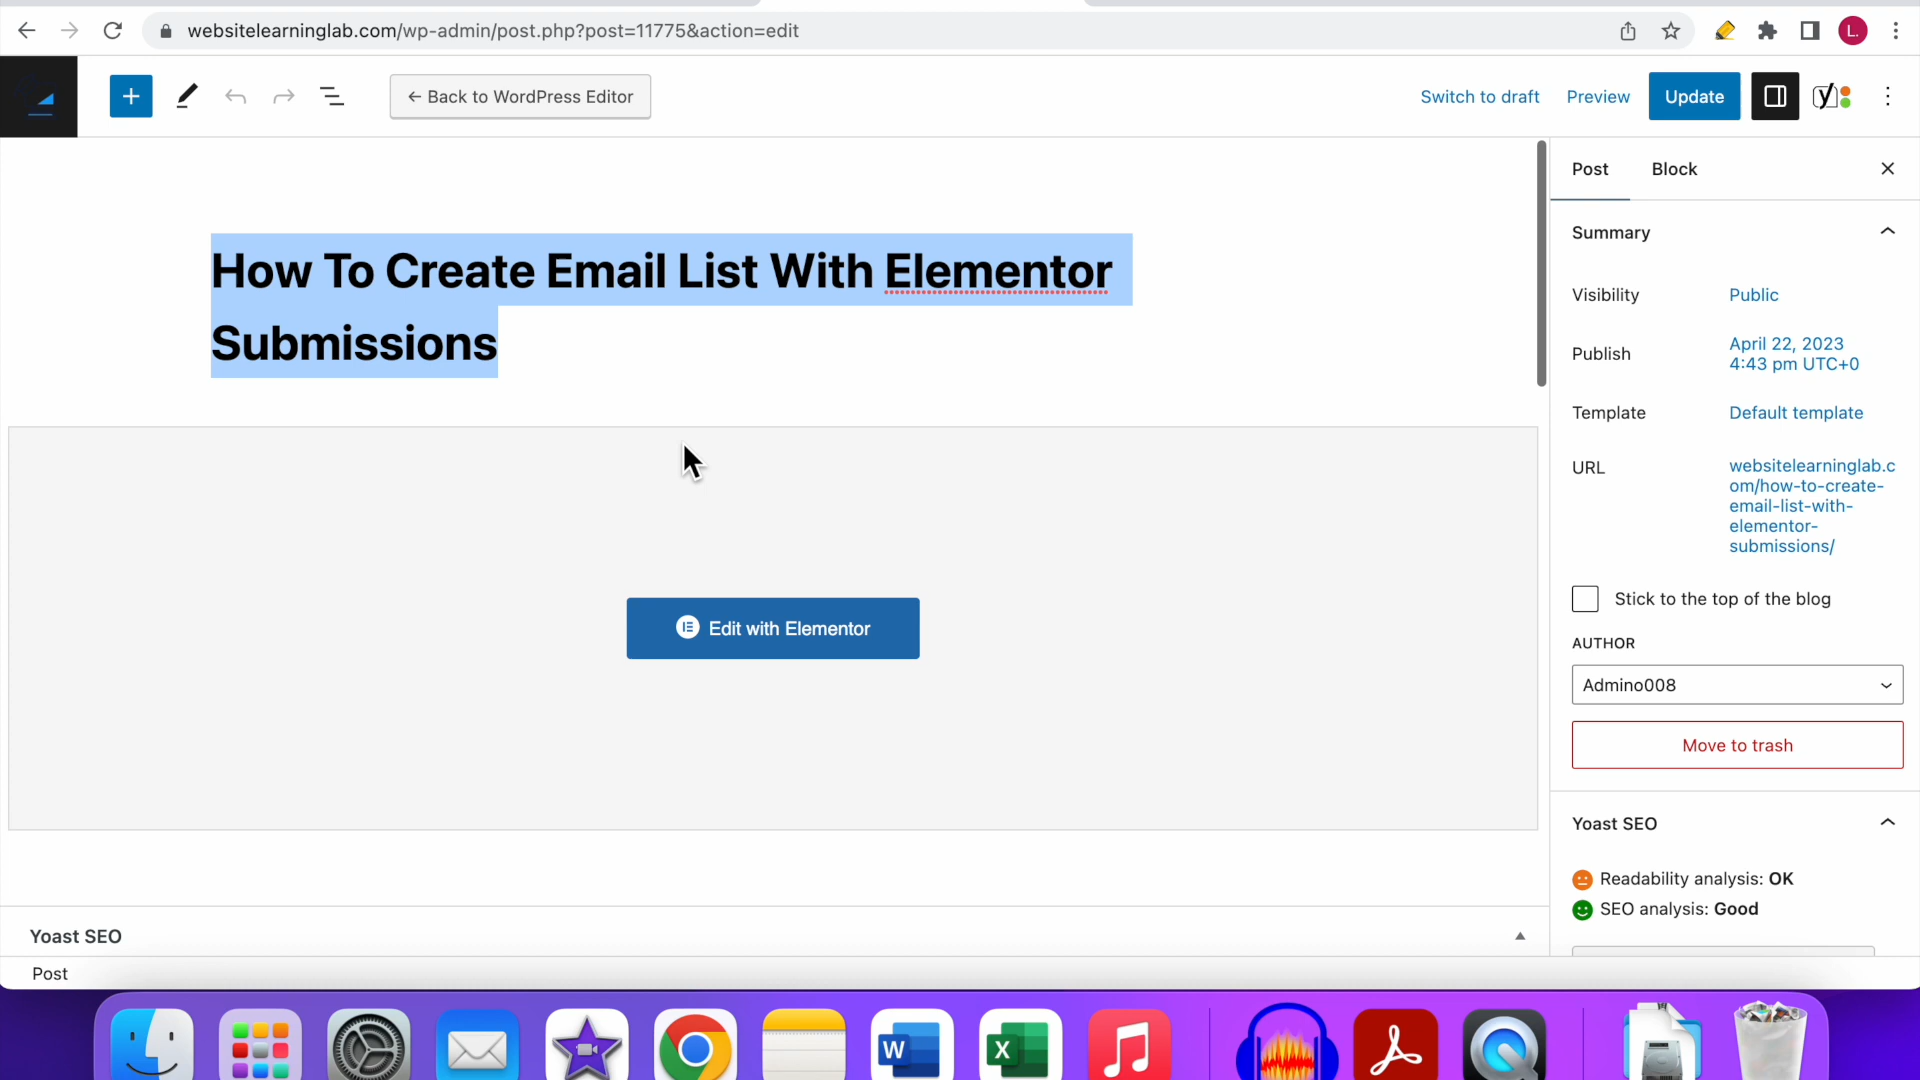 websitelearninglab.com/wp-admin/post.php?post=11775&action=edit
L.
← Back to WordPress Editor
Switch to draft
Preview
Update
Post
Block
How To Create Email List With Elementor
Submissions
Summary
Visibility
Public
Publish
April 22, 2023
4:43 pm UTC+0
Template
Default template
URL
websitelearninglab.c
om/how-to-create-
email-list-with-
elementor-
submissions/
Stick to the top of the blog
AUTHOR
Admino008
Move to trash
Edit with Elementor
Yoast SEO
Readability analysis: OK
SEO analysis: Good
Yoast SEO
Post
W
X